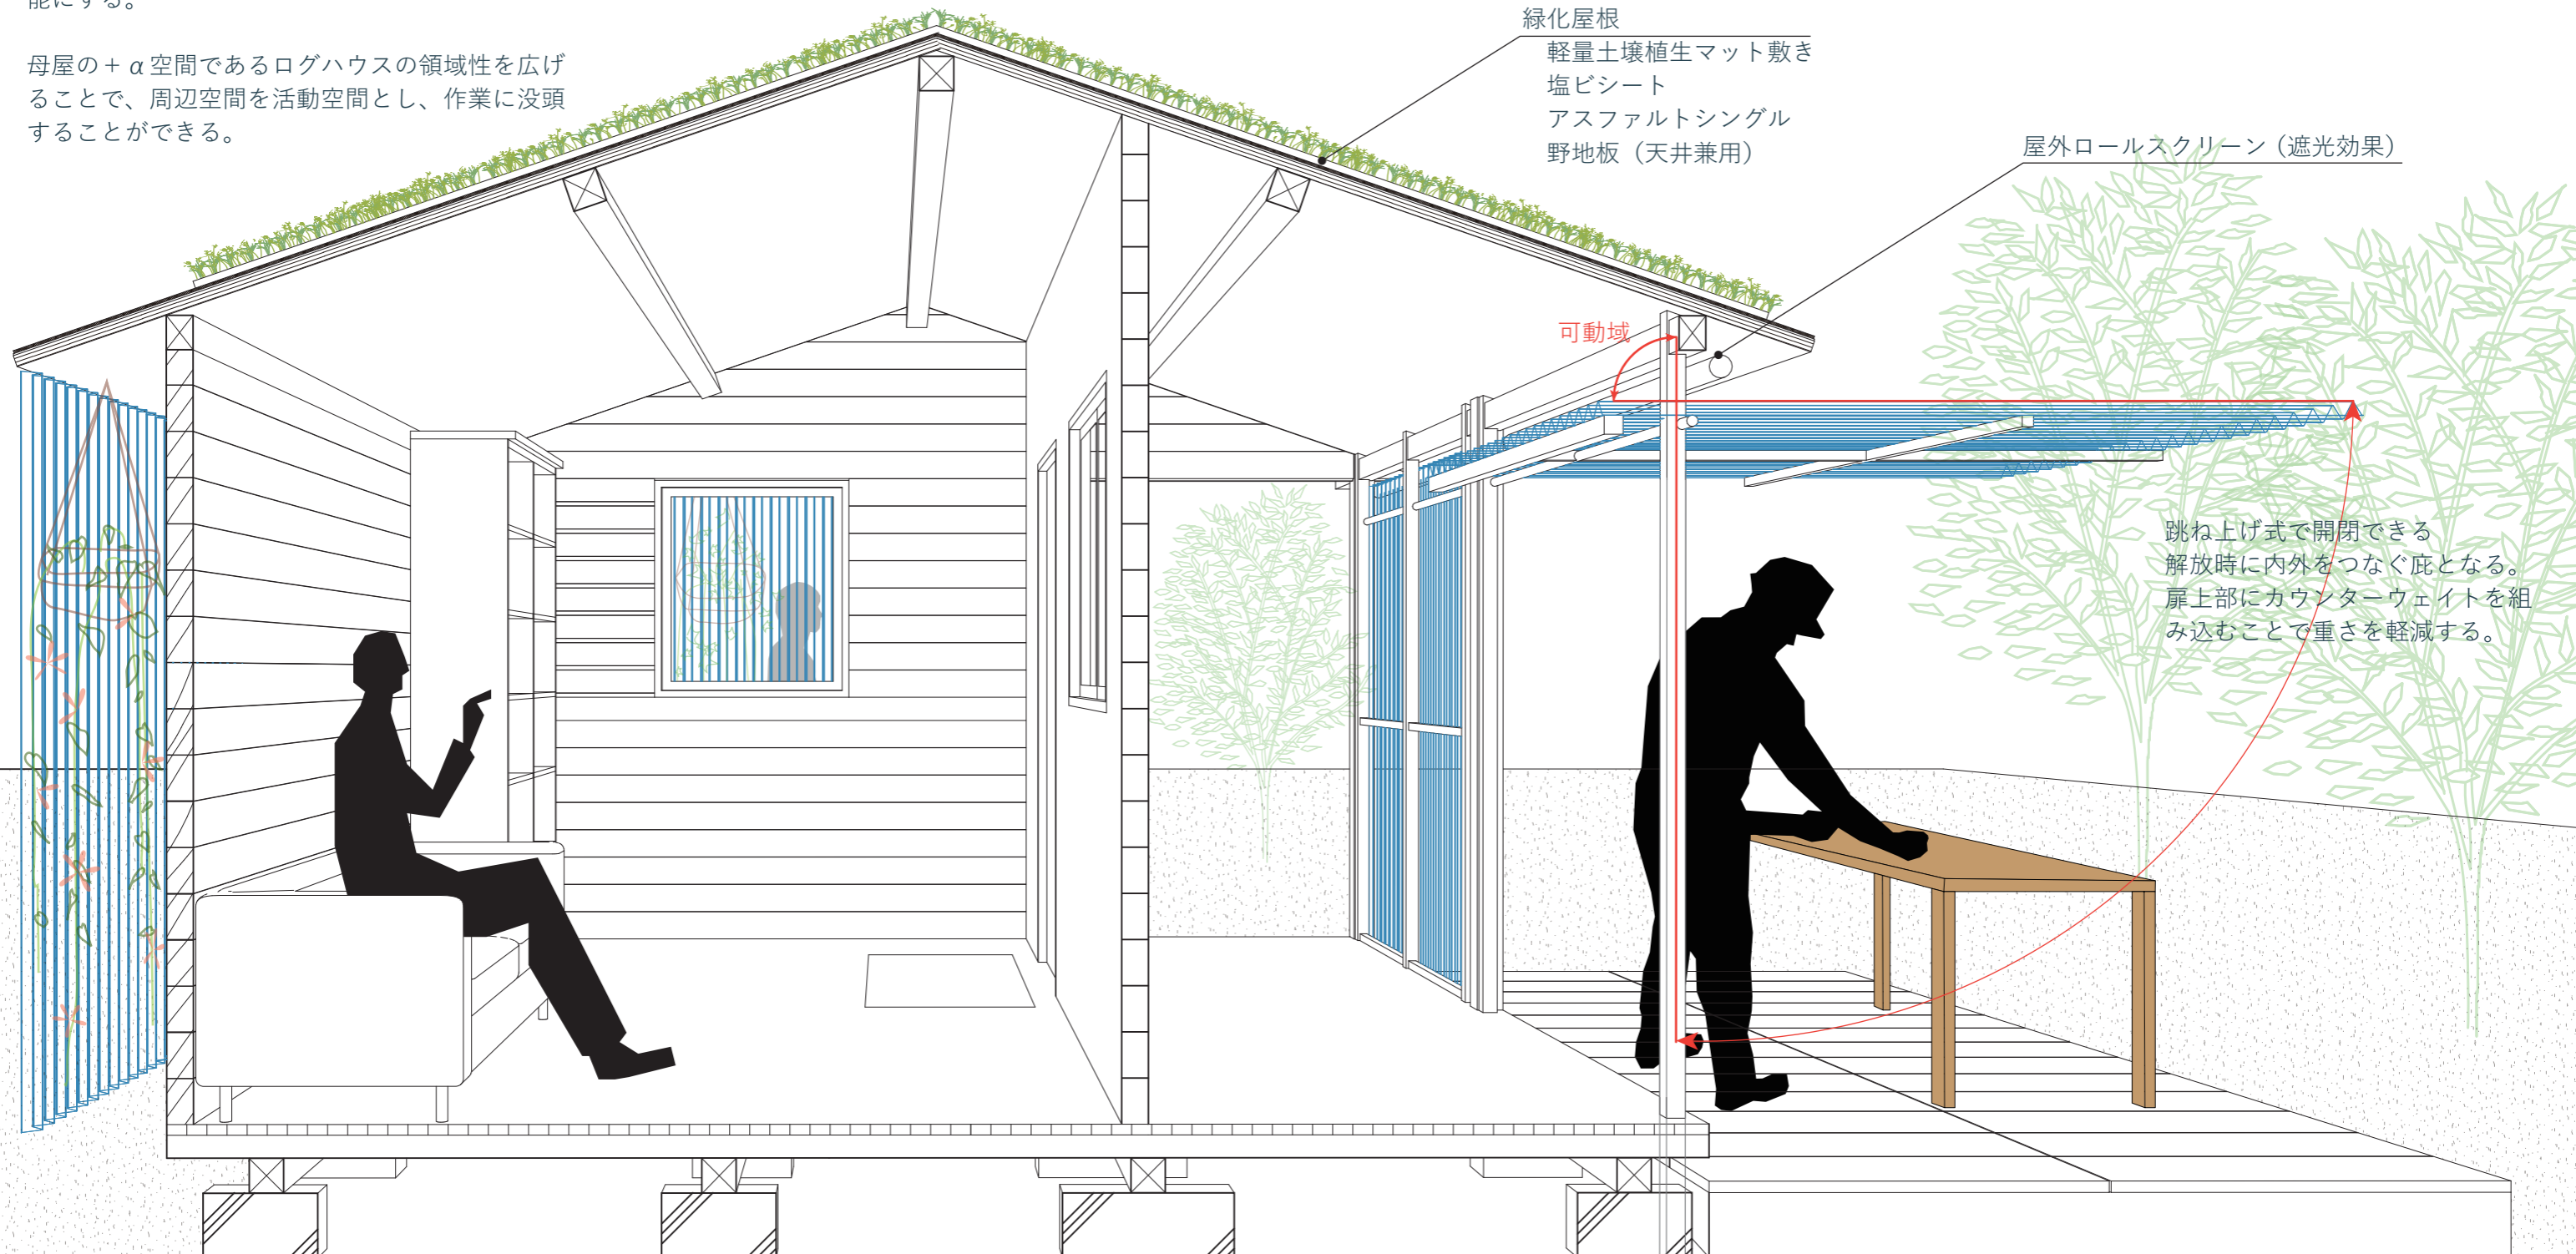 能にする。
母屋の+α空間であるログハウスの領域性を広げ
ることで、周辺空間を活動空間とし、作業に没頭
することができる。
緑化屋根
軽量土壌植生マット敷き
塩ビシート
アスファルトシングル
野地板（天井兼用）
屋外ロールスクリーン（遮光効果）
可動域
跳ね上げ式で開閉できる
解放時に内外をつなぐ庇となる。
扉上部にカウンターウェイトを組
み込むことで重さを軽減する。